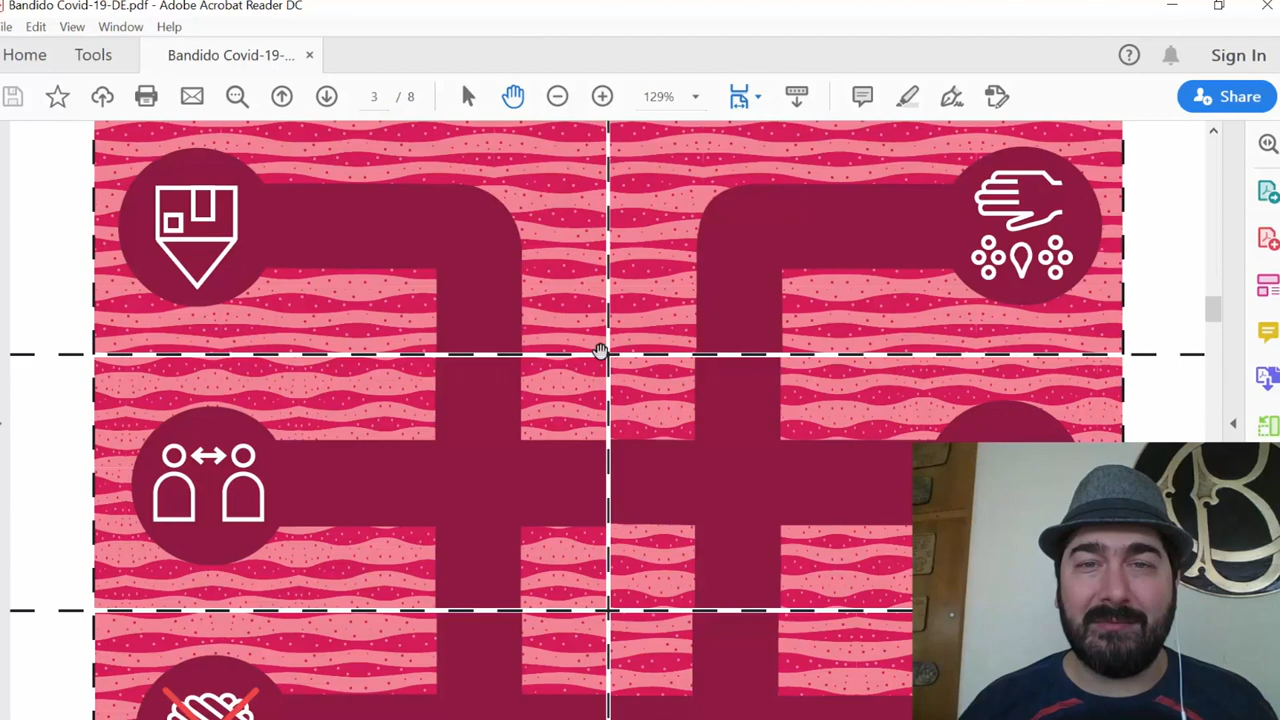 Bandido Covid-19-DE.pdf - Adobe Acrobat Reader DC
ile Edit View Window Help
Home Tools Bandido Covid-19-... × Sign In
3 / 8 129% Share